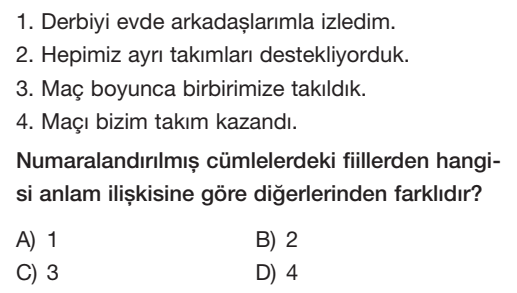 1. Derbiyi evde arkadaşlarımla izledim.
2. Hepimiz ayrı takımları destekliyorduk.
3. Maç boyunca birbirimize takıldık.
4. Maçı bizim takım kazandı.
Numaralandırılmış cümlelerdeki fiillerden hangi-
si anlam ilişkisine göre diğerlerinden farklıdır?
A) 1 B) 2
C) 3 D) 4